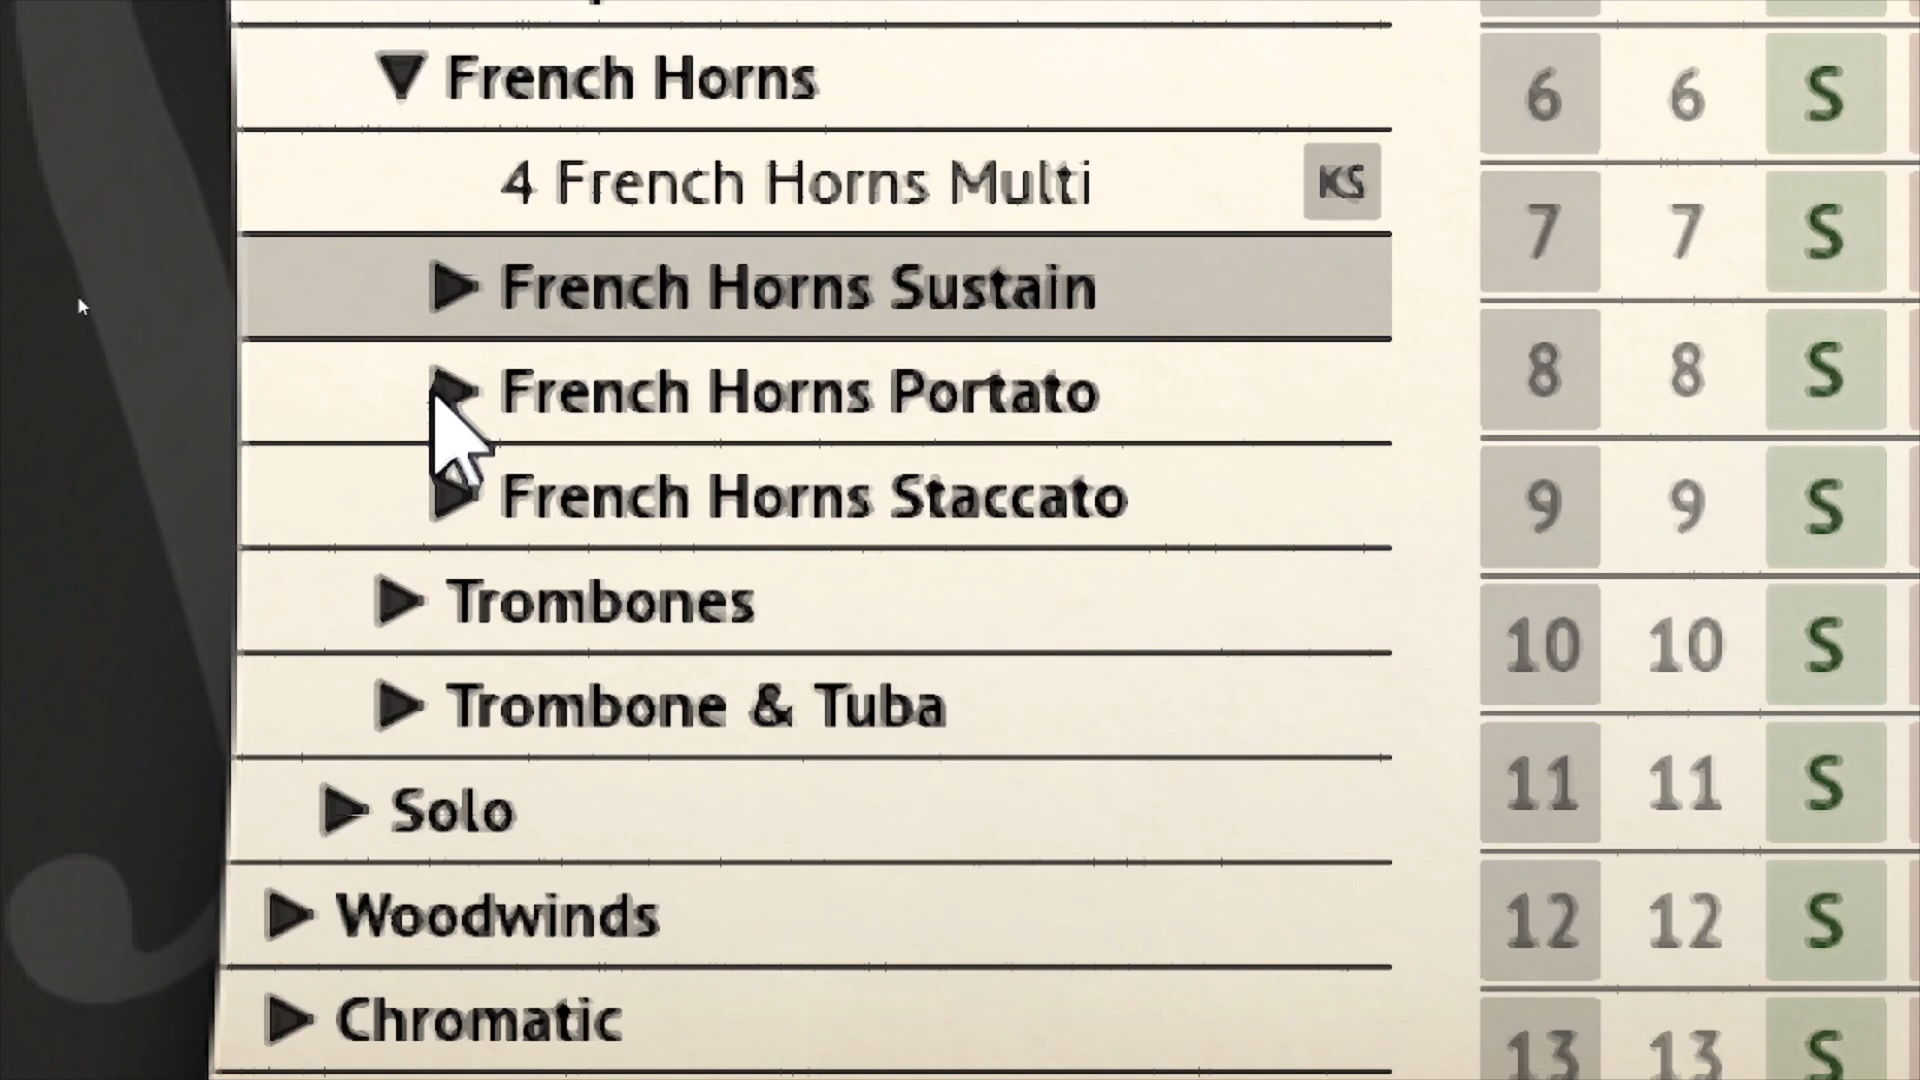 French Horns
4 French Horns Multi KS
French Horns Sustain
French Horns Portato
French Horns Staccato
Trombones
Trombone & Tuba
Solo
Woodwinds
Chromatic
6 6 S
7 7 S
8 8 S
9 9 S
10 10 S
11 11 S
12 12 S
13 13 S